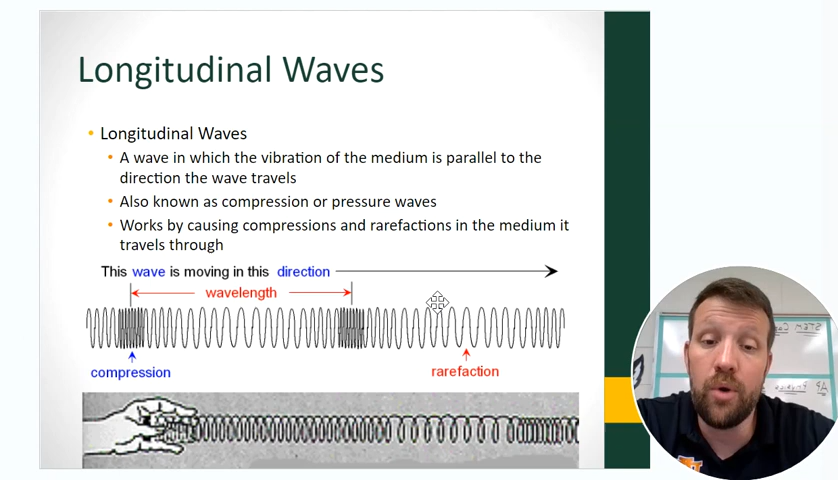 Longitudinal Waves
• Longitudinal Waves
• A wave in which the vibration of the medium is parallel to the
direction the wave travels
• Also known as compression or pressure waves
• Works by causing compressions and rarefactions in the medium it
travels through
This wave is moving in this direction
wavelength
compression
rarefaction
STEM
AP